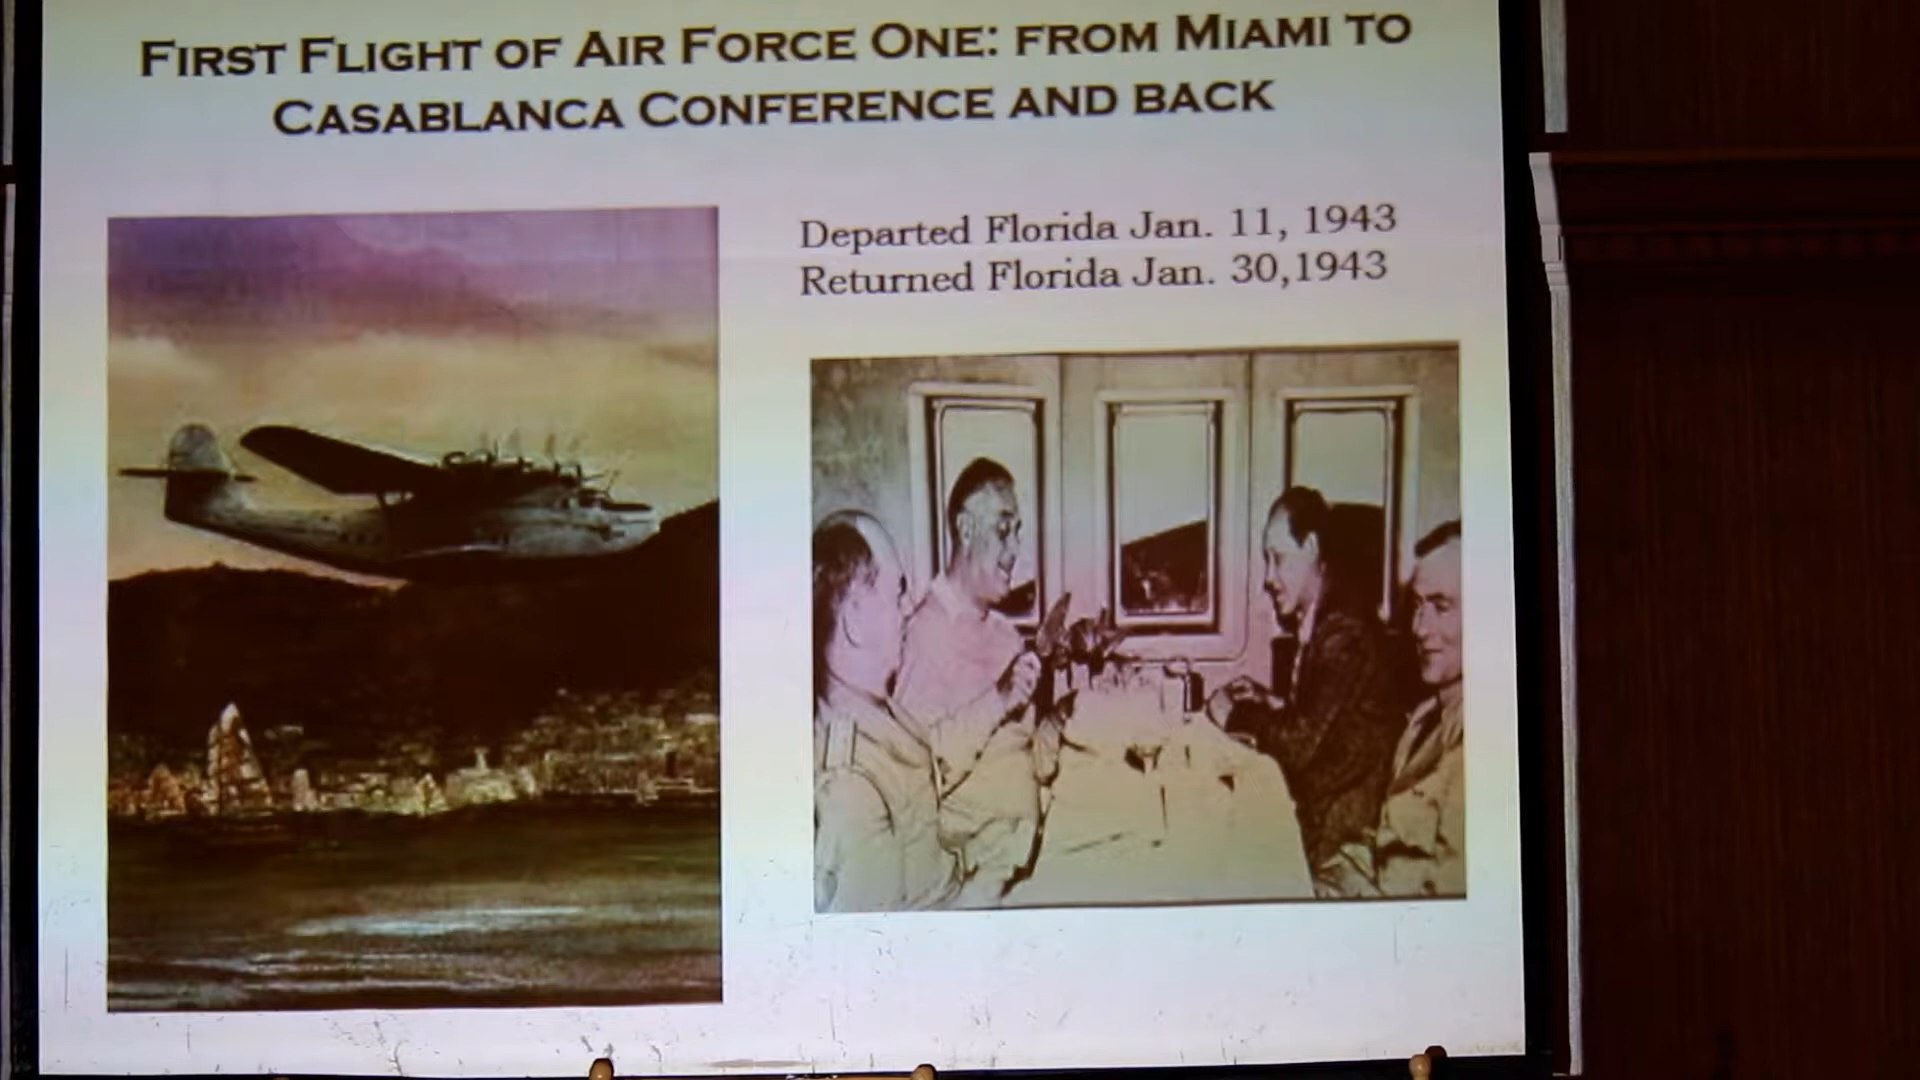 FIRST FLIGHT OF AIR FORCE ONE: FROM MIAMI TO
CASABLANCA CONFERENCE AND BACK
Departed Florida Jan. 11, 1943
Returned Florida Jan. 30,1943